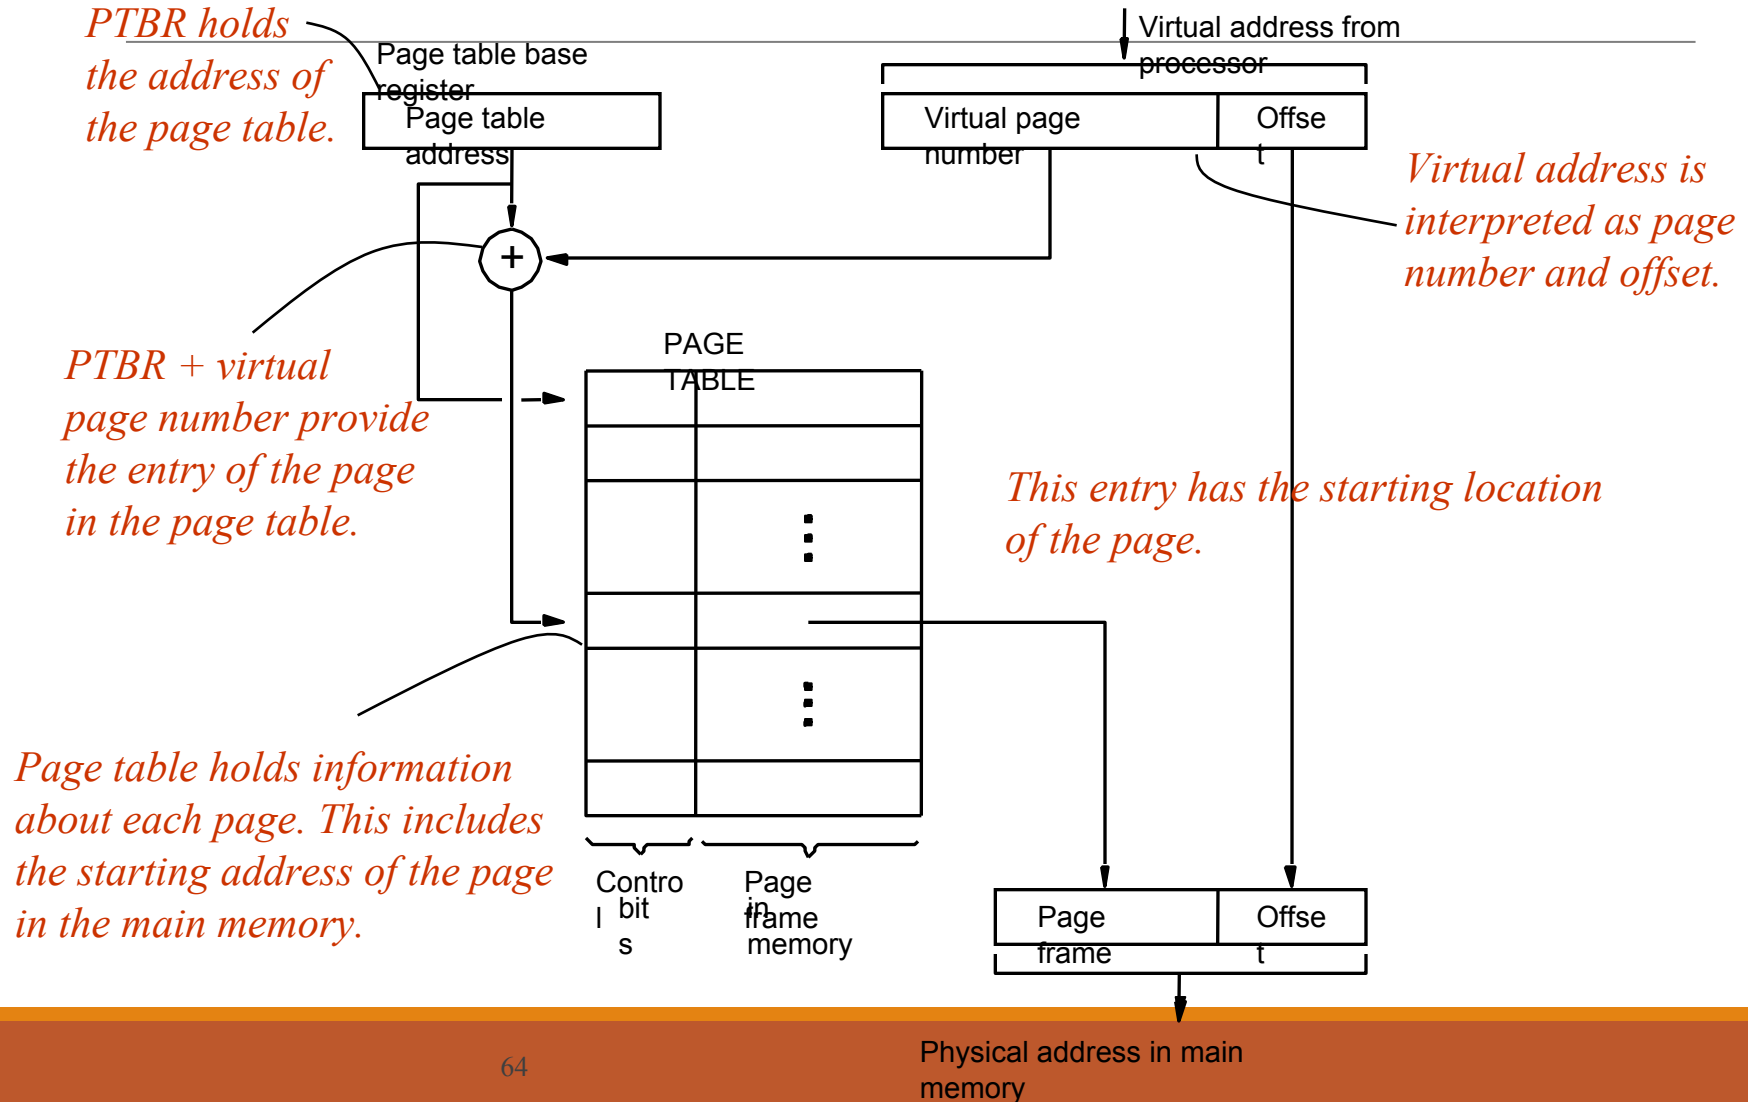 PTBR holds
the address of
the page table.
Page table base
register
Page table
address
Virtual address from
processor
Virtual page
number
Offse
t
Virtual address is
interpreted as page
number and offset.
+
PTBR + virtual
page number provide
the entry of the page
in the page table.
PAGE
TABLE
This entry has the starting location
of the page.
Page table holds information
about each page. This includes
the starting address of the page
in the main memory.
Contro
l
bit
s
Page
frame
in
memory
Page
frame
Offse
t
Physical address in main
memory
64